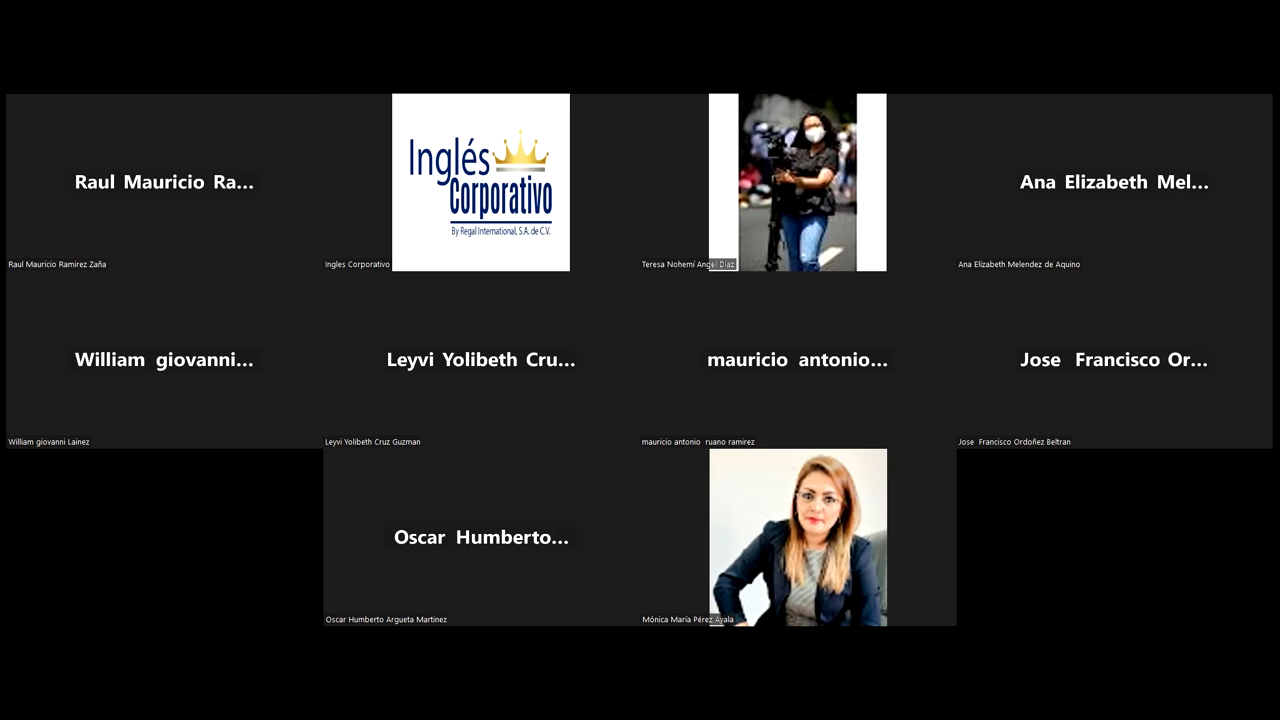 Raul Mauricio Ra...
Raul Mauricio Ramirez Zaña
Inglés
Corporativo
By Regal International, S.A. de C.V.
Ingles Corporativo
Teresa Nohemí Angel Diaz
Ana Elizabeth Mel...
Ana Elizabeth Melendez de Aquino
William giovanni...
William giovanni Lainez
Leyvi Yolibeth Cru...
Leyvi Yolibeth Cruz Guzman
mauricio antonio...
mauricio antonio ruano ramirez
Jose Francisco Or...
Jose Francisco Ordoñez Beltran
Oscar Humberto...
Oscar Humberto Argueta Martinez
Mónica María Pérez Ayala